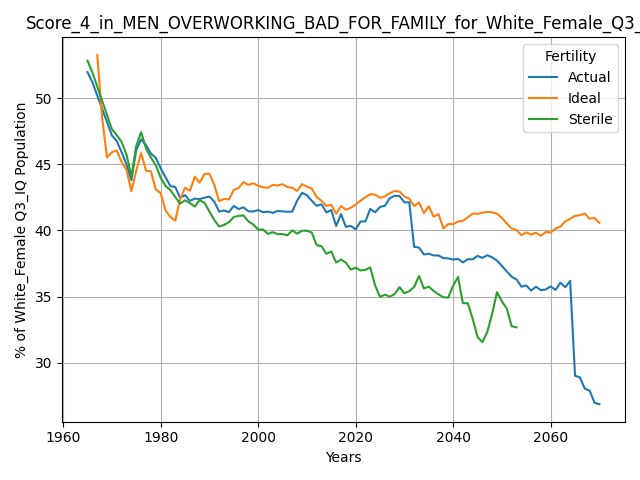 Score_4_in_MEN_OVERWORKING_BAD_FOR_FAMILY_for_White_Female_Q3_
% of White_Female Q3_IQ Population
Fertility
Actual
Ideal
Sterile
50
45
40
35
30
1960
1980
2000
2020
2040
2060
Years